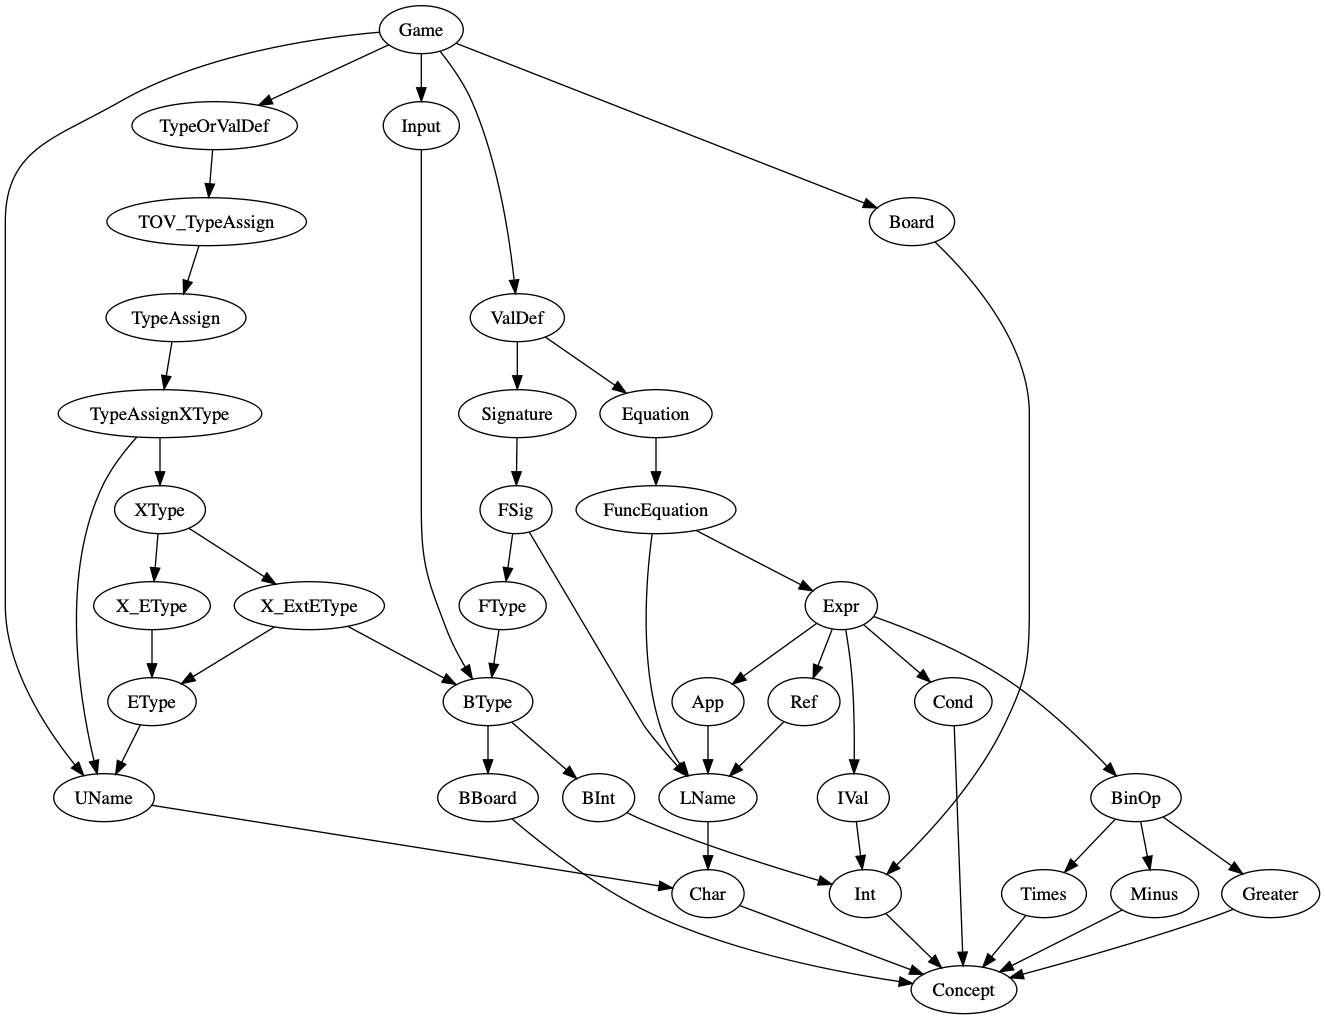 Game
TypeOrValDef
Input
TOV_TypeAssign
Board
TypeAssign
ValDef
TypeAssignXType
Signature
Equation
XType
FSig
FuncEquation
X_EType
X_ExtEType
FType
Expr
EType
BType
App
Ref
Cond
UName
BBoard
BInt
LName
IVal
BinOp
Char
Int
Times
Minus
Greater
Concept